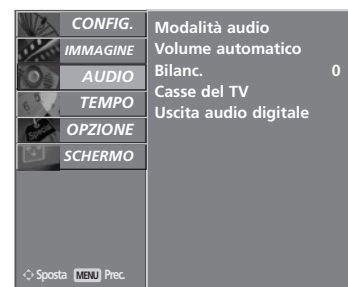 CONFIG.
IMMAGINE
AUDIO
TEMPO
OPZIONE
SCHERMO
Modalità audio
Volume automatico
Bilanc. 0
Casse del TV
Uscita audio digitale
Sposta MENU Prec.